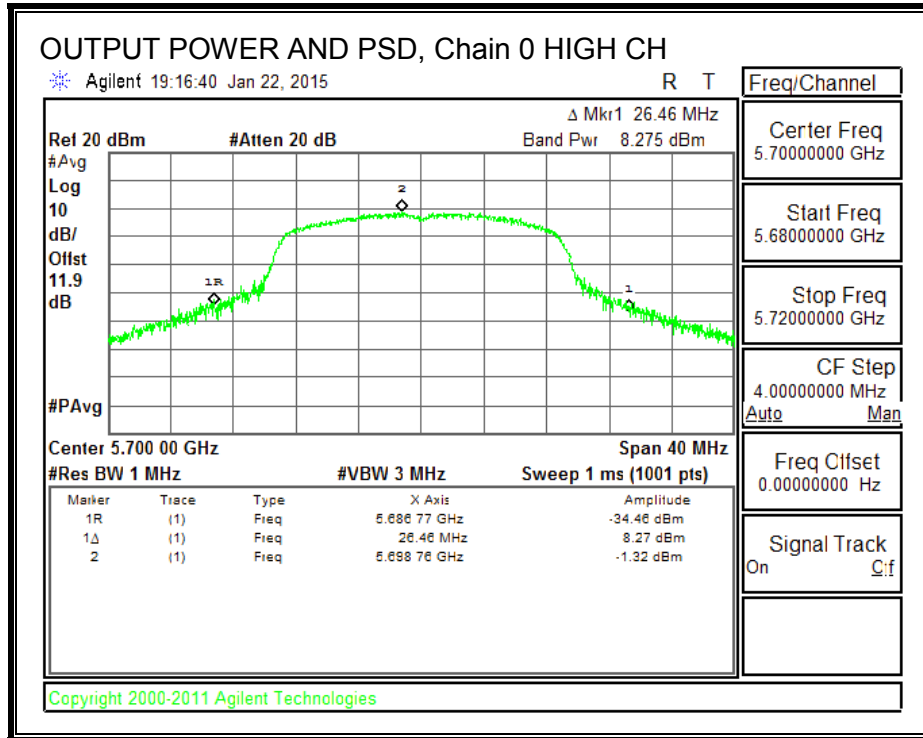 OUTPUT POWER AND PSD, Chain 0 HIGH CH
Agilent 19:16:40 Jan 22, 2015 R T
Freq/Channel
Δ Mkr1 26.46 MHz
Ref 20 dBm #Atten 20 dB Band Pwr 8.275 dBm
#Avg
Log
10
dB/
Offst
11.9
dB
#PAvg
2
1R
1
Center 5.700 00 GHz Span 40 MHz
#Res BW 1 MHz #VBW 3 MHz Sweep 1 ms (1001 pts)
Marker Trace Type X Axis Amplitude
1R (1) Freq 5.686 77 GHz -34.46 dBm
1Δ (1) Freq 26.46 MHz 8.27 dBm
2 (1) Freq 5.698 76 GHz -1.32 dBm
Center Freq
5.70000000 GHz
Start Freq
5.68000000 GHz
Stop Freq
5.72000000 GHz
CF Step
4.00000000 MHz
Auto Man
Freq Offset
0.00000000 Hz
Signal Track
On Off
Copyright 2000-2011 Agilent Technologies